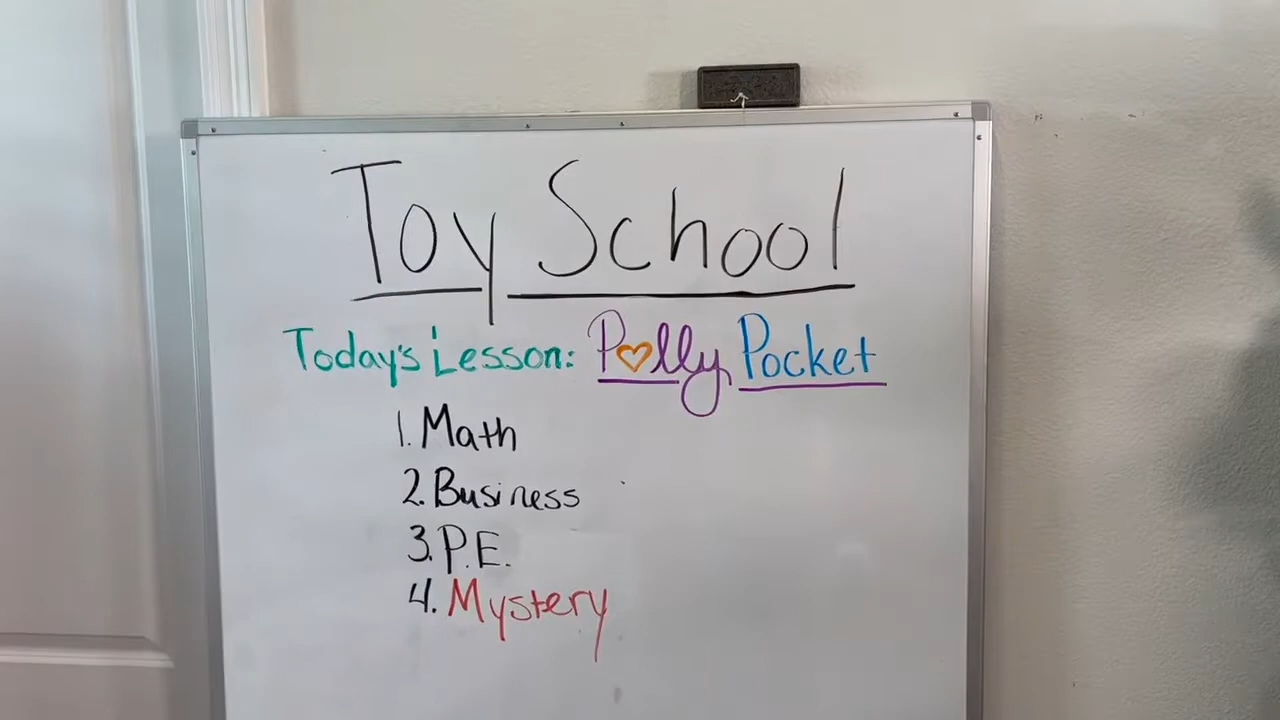 Toy School
Today's Lesson: Polly Pocket
1. Math
2. Business
3. P.E.
4. Mystery